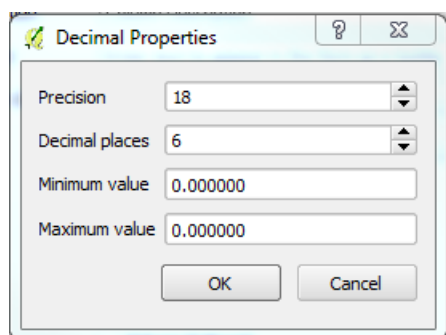 Decimal Properties
Precision 18
Decimal places 6
Minimum value 0.000000
Maximum value 0.000000
OK Cancel